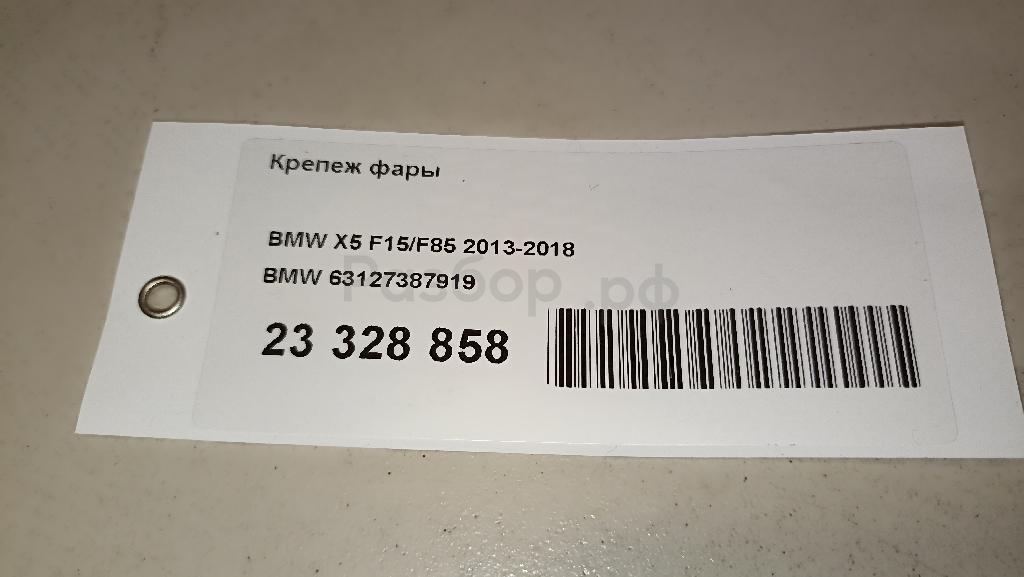 Крепеж фары
BMW X5 F15/F85 2013-2018
BMW 63127387919
Разбор.рф
23 328 858